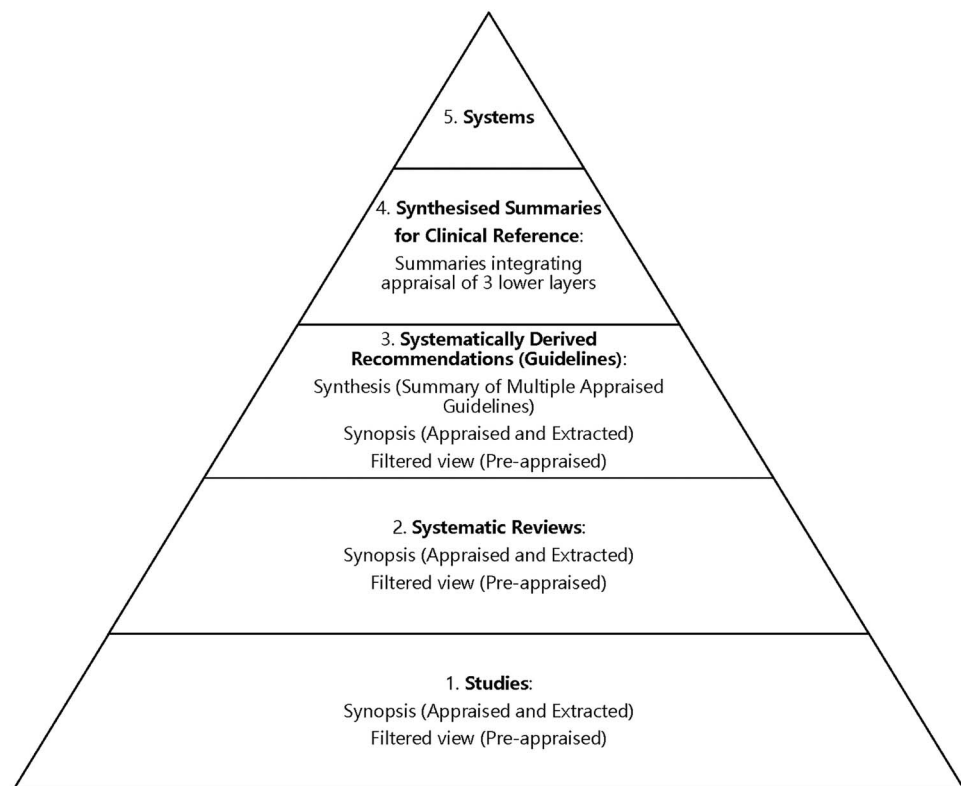 5. Systems
4. Synthesised Summaries
for Clinical Reference:
Summaries integrating
appraisal of 3 lower layers
3. Systematically Derived
Recommendations (Guidelines):
Synthesis (Summary of Multiple Appraised
Guidelines)
Synopsis (Appraised and Extracted)
Filtered view (Pre-appraised)
2. Systematic Reviews:
Synopsis (Appraised and Extracted)
Filtered view (Pre-appraised)
1. Studies:
Synopsis (Appraised and Extracted)
Filtered view (Pre-appraised)